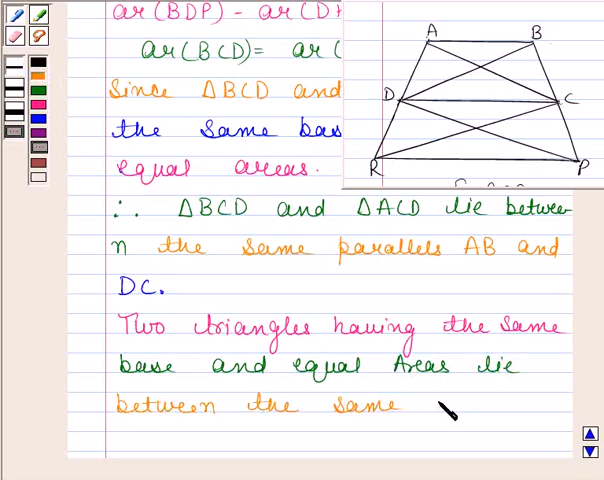 ar(BDP) - ar(D
ar(BCD) = ar(
Since ΔBCD and
the same bas
equal areas.
∴ ΔBCD and ΔACD lie betwee
n the same parallels AB and
DC.
Two triangles having the same
base and equal Areas lie
between the same
A B
D C
R P